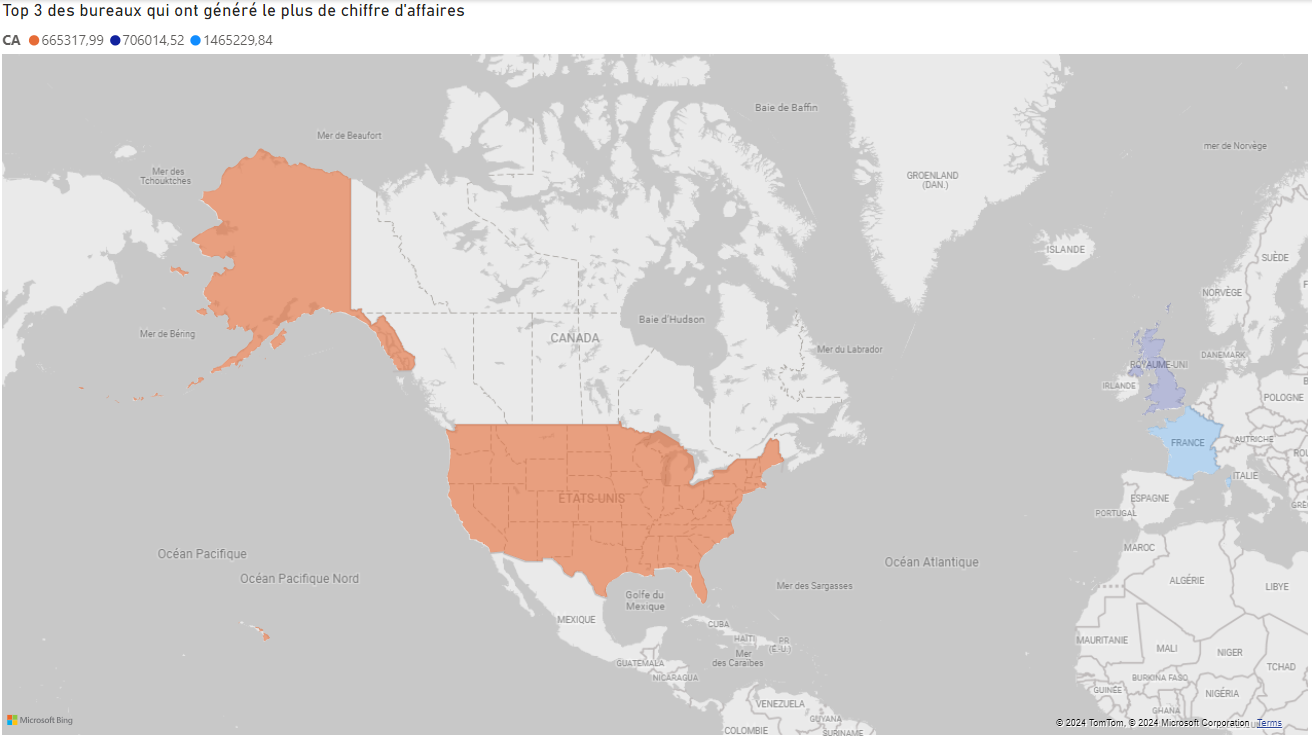 Top 3 des bureaux qui ont généré le plus de chiffre d'affaires
CA 665317,99 706014,52 1465229,84
Baie de Baffin
Mer de Beaufort
mer de Norvège
Mer des
Tchouktches
GROENLAND
(DAN.)
ISLANDE
SUÈDE
NORVÈGE
Baie d'Hudson
Mer de Béring
CANADA
Mer du Labrador
DANEMARK
ROYAUME-UNI
IRLANDE
POLOGNE
FRANCE
AUTRICHE
ITALIE
ÉTATS-UNIS
ESPAGNE
PORTUGAL
Océan Pacifique
MAROC
Océan Atlantique
Océan Pacifique Nord
ALGÉRIE
Mer des Sargasses
LIBYE
Golfe du
Mexique
MEXIQUE
CUBA
HAÏTI
PR
(É.-U.)
MAURITANIE
MALI
NIGER
Mer
des Caraïbes
GUATEMALA
TCHAD
NICARAGUA
BURKINA FASO
GUINÉE
NIGÉRIA
VENEZUELA
GHANA
GUYANA
Microsoft Bing
© 2024 TomTom, © 2024 Microsoft Corporation Terms
COLOMBIE
SURINAME